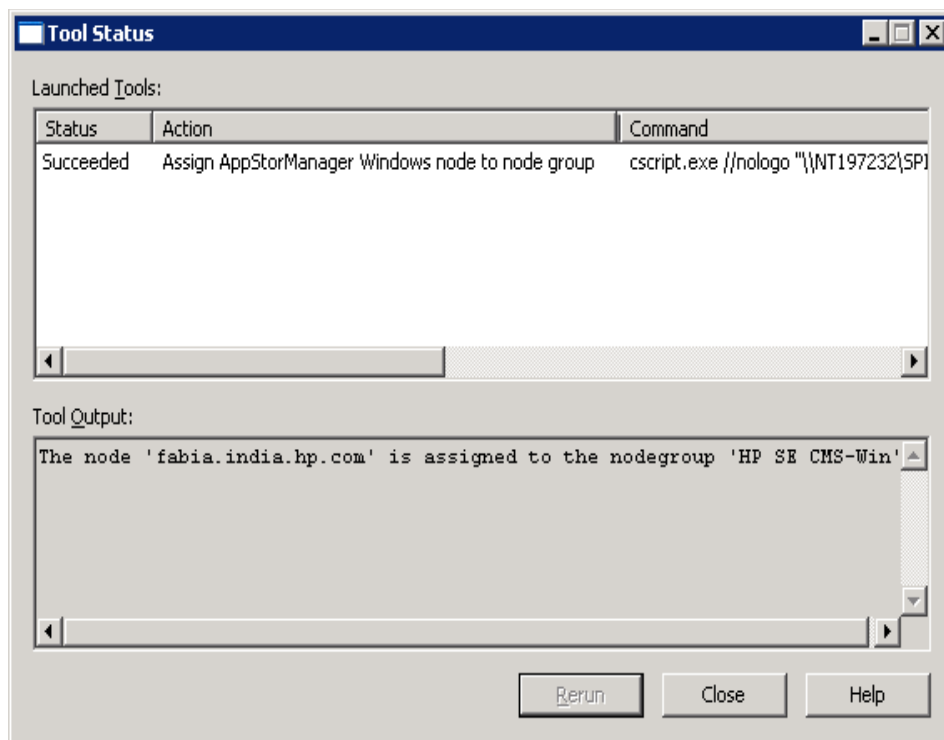 Tool Status
Launched Tools:
Status Action Command
Succeeded Assign AppStorManager Windows node to node group cscript.exe //nologo "\\NT197232\SPI
Tool Output:
The node 'fabia.india.hp.com' is assigned to the nodegroup 'HP SE CMS-Win'
Rerun Close Help